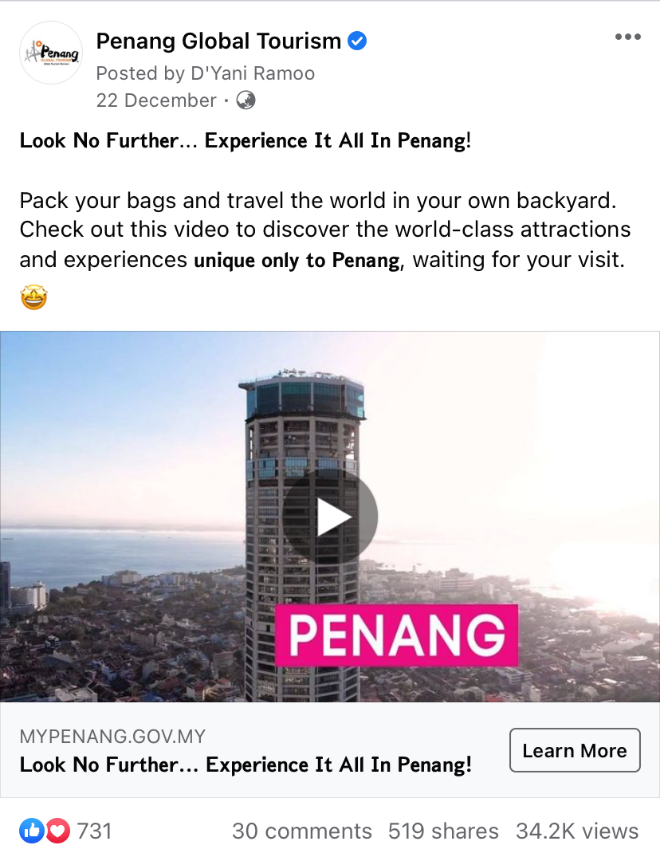 Penang
Penang Global Tourism
Posted by D'Yani Ramoo
22 December ·
Look No Further... Experience It All In Penang!
Pack your bags and travel the world in your own backyard.
Check out this video to discover the world-class attractions
and experiences unique only to Penang, waiting for your visit.
🤩
PENANG
MYPENANG.GOV.MY
Look No Further... Experience It All In Penang!
Learn More
731
30 comments 519 shares 34.2K views